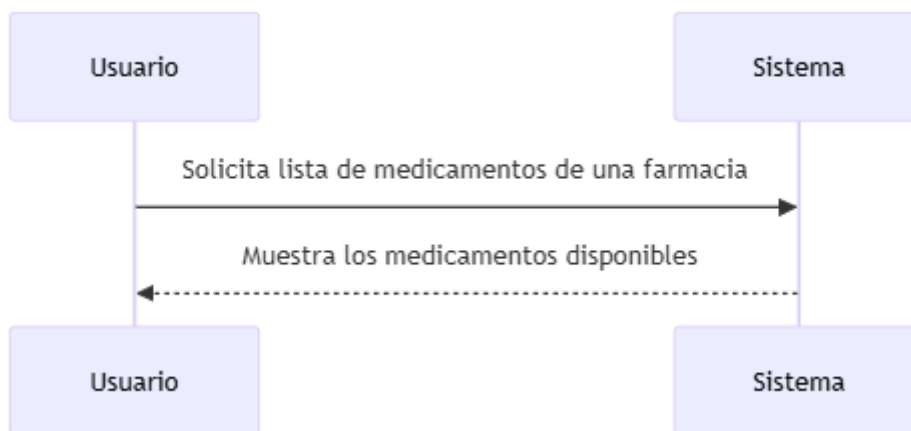 Usuario
Sistema
Solicita lista de medicamentos de una farmacia
Muestra los medicamentos disponibles
Usuario
Sistema